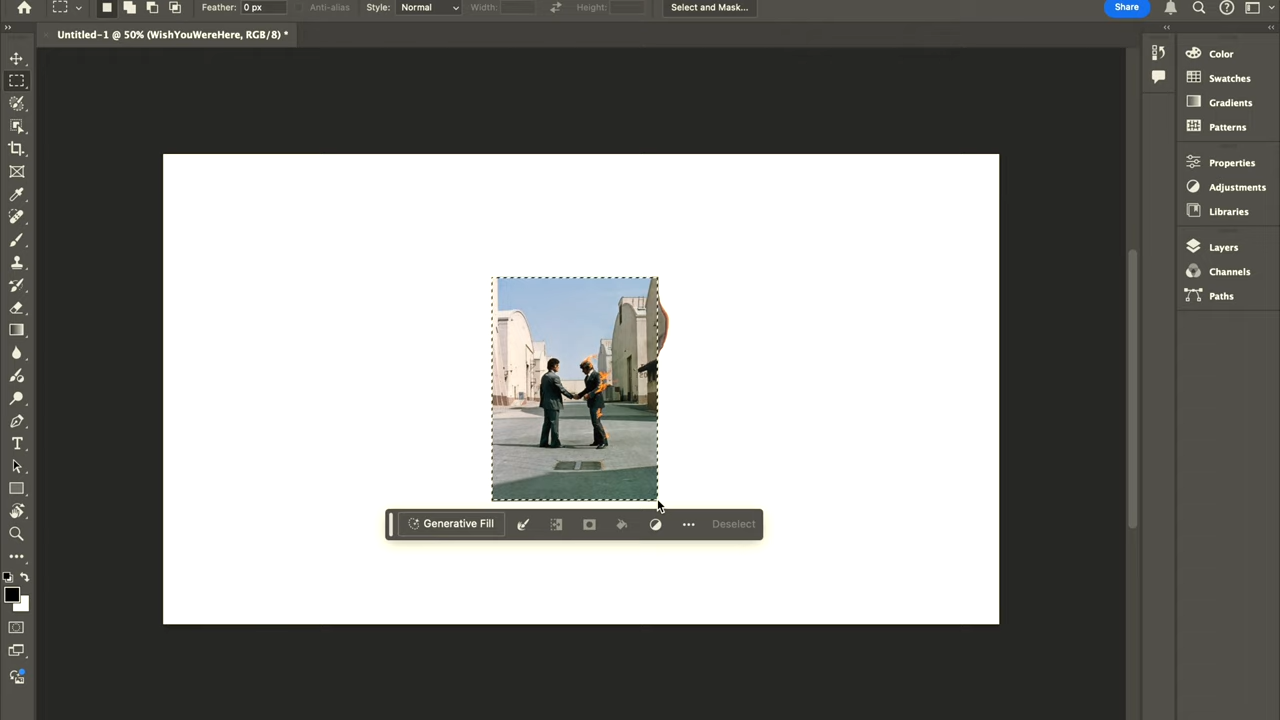 Feather: 0 px
Anti-alias
Style: Normal
Width:
Height:
Select and Mask...
Share
Untitled-1 @ 50% (WishYouWereHere, RGB/8) *
Color
Swatches
Gradients
Patterns
Properties
Adjustments
Libraries
Layers
Channels
Paths
Generative Fill
Deselect